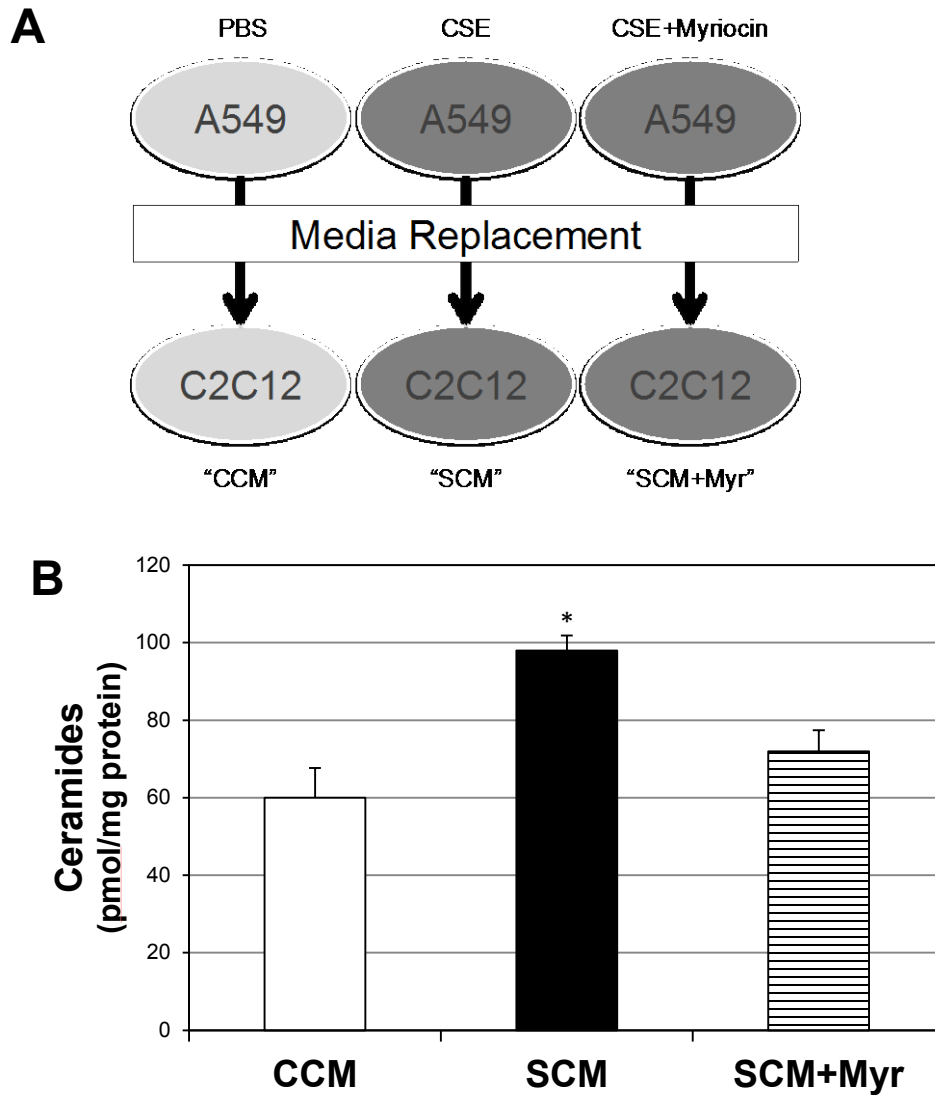 A
PBS CSE CSE+Myriocin
A549 A549 A549
Media Replacement
C2C12 C2C12 C2C12
“CCM” “SCM” “SCM+Myr”
B
Ceramides
(pmol/mg protein)
120
100
80
60
40
20
0
*
CCM SCM SCM+Myr